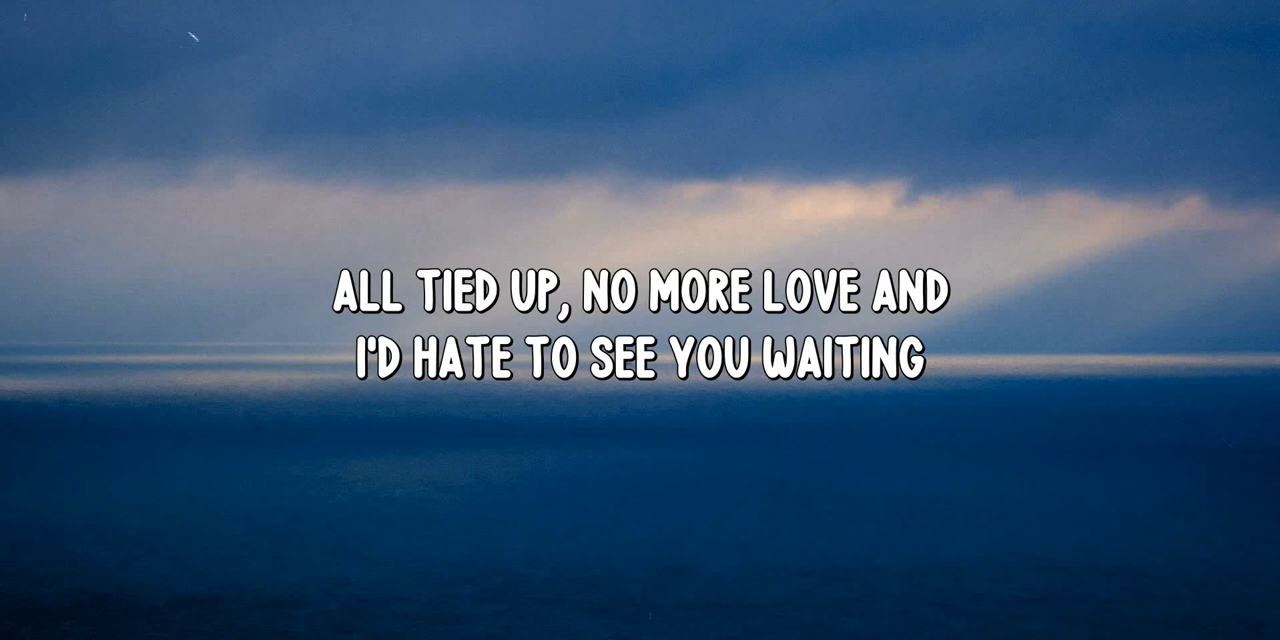 ALL TIED UP, NO MORE LOVE AND
I'D HATE TO SEE YOU WAITING